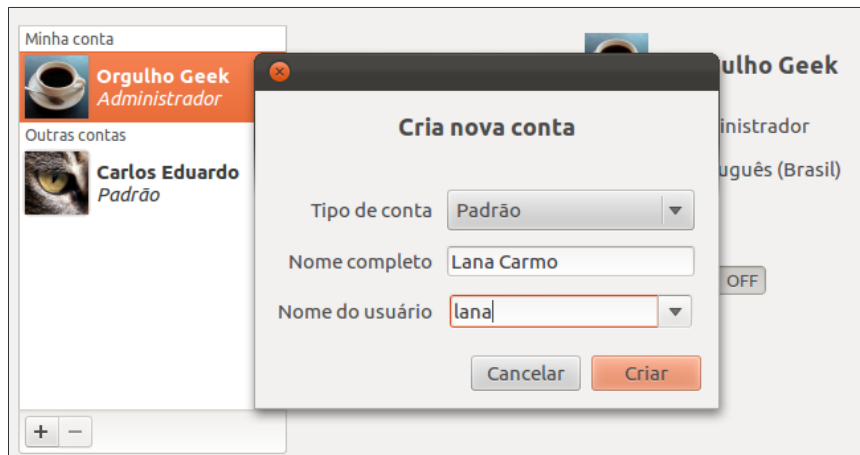 Minha conta
Orgulho Geek
Administrador
Outras contas
Carlos Eduardo
Padrão
Cria nova conta
Tipo de conta Padrão
Nome completo Lana Carmo
Nome do usuário lana
Cancelar Criar
ulho Geek
inistrador
uguês (Brasil)
OFF
+ −